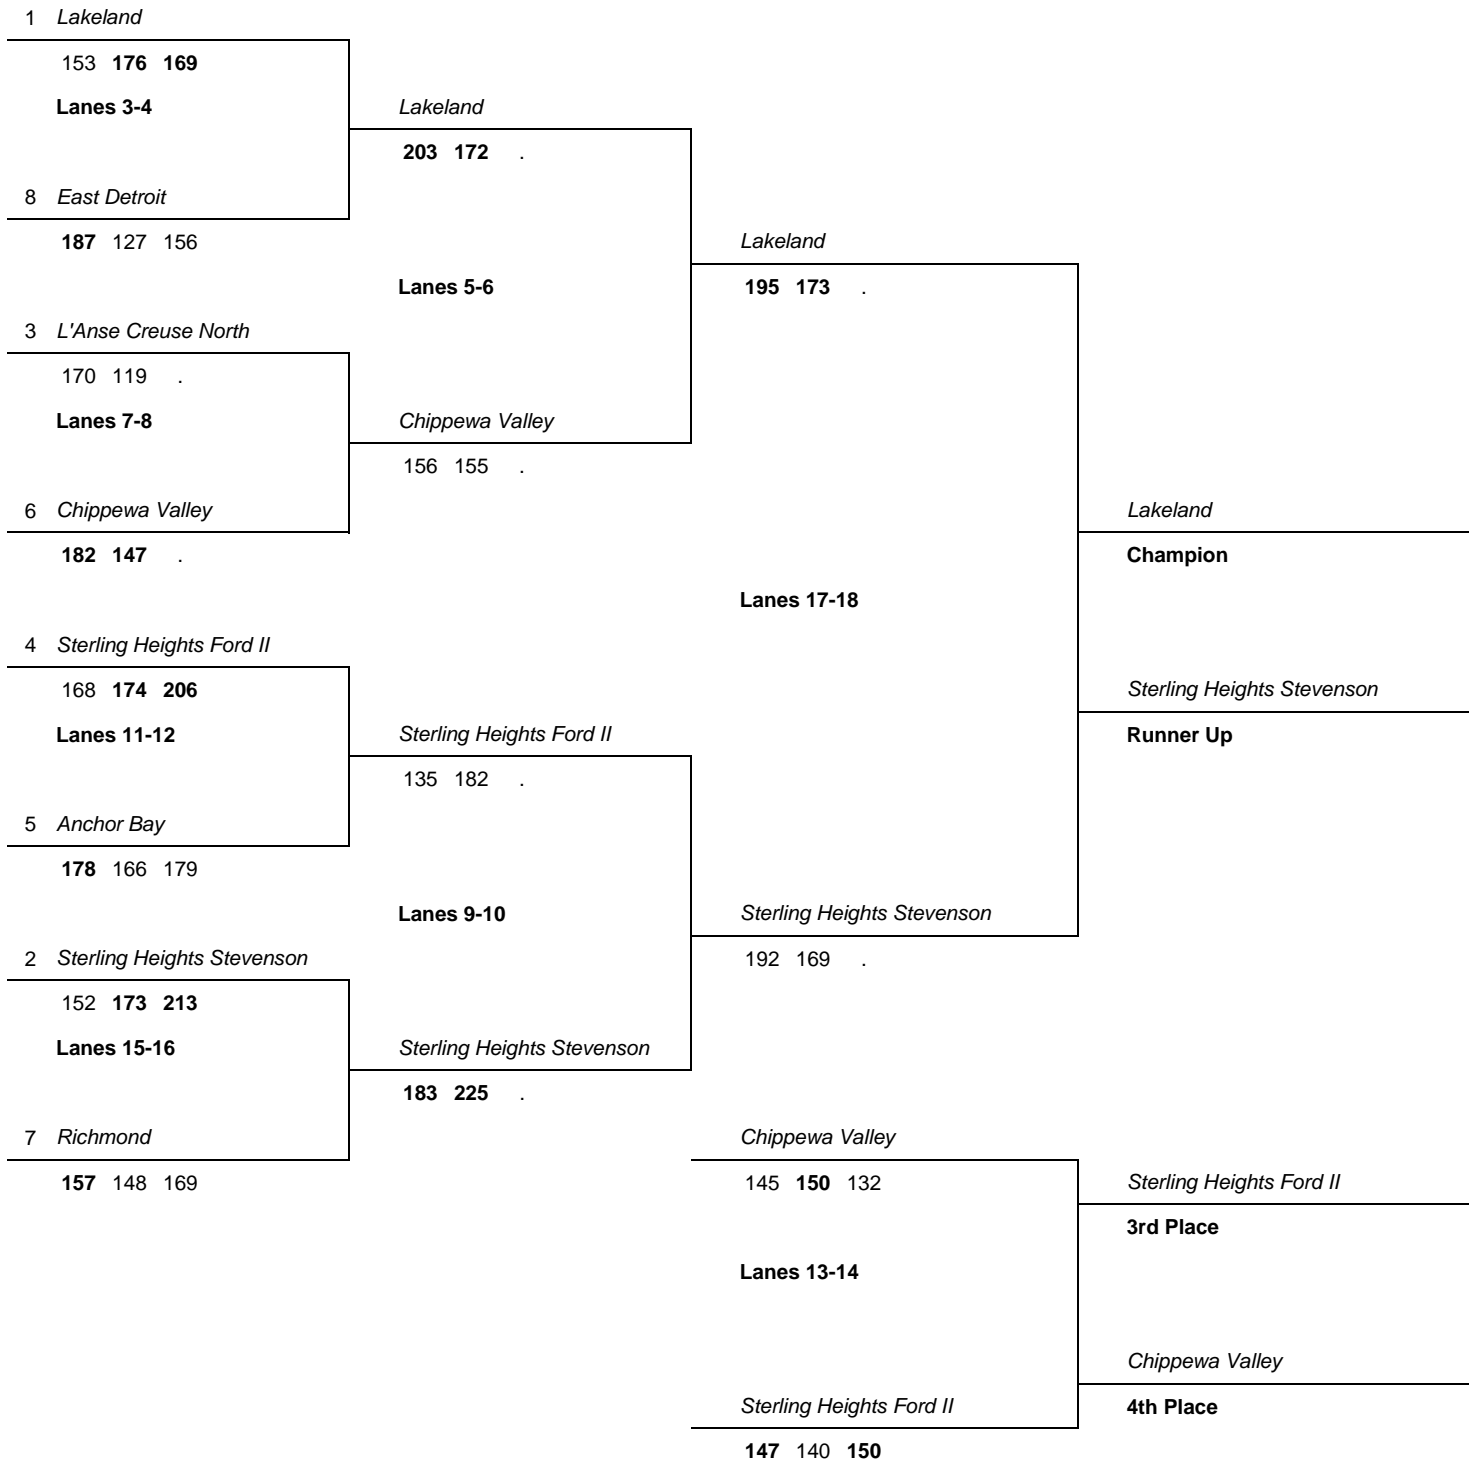 1 Lakeland
153 176 169
Lanes 3-4
8 East Detroit
187 127 156
3 L'Anse Creuse North
170 119 .
Lanes 7-8
6 Chippewa Valley
182 147 .
4 Sterling Heights Ford II
168 174 206
Lanes 11-12
5 Anchor Bay
178 166 179
2 Sterling Heights Stevenson
152 173 213
Lanes 15-16
7 Richmond
157 148 169
Lakeland
203 172 .
Lanes 5-6
Chippewa Valley
156 155 .
Sterling Heights Ford II
135 182 .
Lanes 9-10
Sterling Heights Stevenson
183 225 .
Lakeland
195 173 .
Lanes 17-18
Sterling Heights Stevenson
192 169 .
Chippewa Valley
145 150 132
Lanes 13-14
Sterling Heights Ford II
147 140 150
Lakeland
Champion
Sterling Heights Stevenson
Runner Up
Sterling Heights Ford II
3rd Place
Chippewa Valley
4th Place